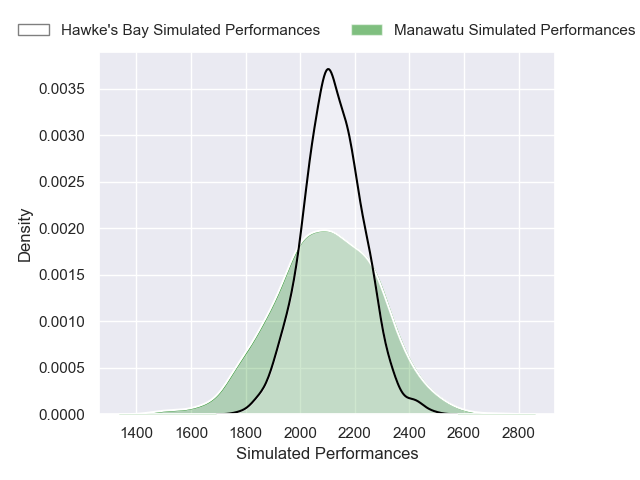 Hawke's Bay Simulated Performances
Manawatu Simulated Performances
Density
0.0035
0.0030
0.0025
0.0020
0.0015
0.0010
0.0005
0.0000
1400 1600 1800 2000 2200 2400 2600 2800
Simulated Performances